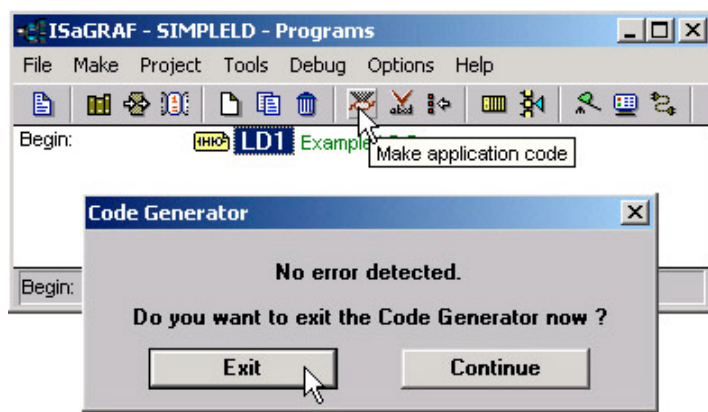 ISaGRAF - SIMPLELD - Programs
File Make Project Tools Debug Options Help
Begin: LD1 Example
Make application code
Code Generator
No error detected.
Begin:
Do you want to exit the Code Generator now ?
Exit Continue